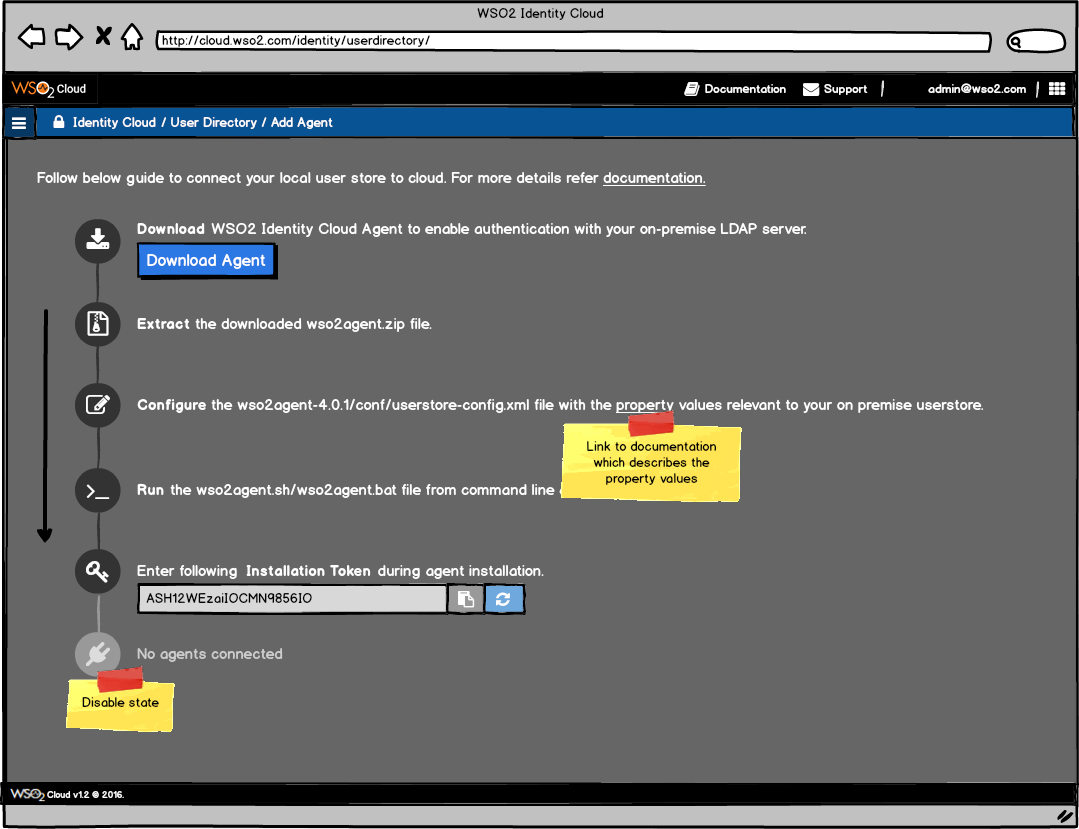 WSO2 Identity Cloud
http://cloud.wso2.com/identity/userdirectory/
WSO2 Cloud
Documentation
Support
admin@wso2.com
Identity Cloud / User Directory / Add Agent
Follow below guide to connect your local user store to cloud. For more details refer documentation.
Download WSO2 Identity Cloud Agent to enable authentication with your on-premise LDAP server.
Download Agent
Extract the downloaded wso2agent.zip file.
Configure the wso2agent-4.0.1/conf/userstore-config.xml file with the property values relevant to your on premise userstore.
Link to documentation
which describes the
property values
Run the wso2agent.sh/wso2agent.bat file from command line
Enter following Installation Token during agent installation.
ASH12WEzaiIOCMN9856IO
No agents connected
Disable state
WSO2 Cloud v1.2 © 2016.